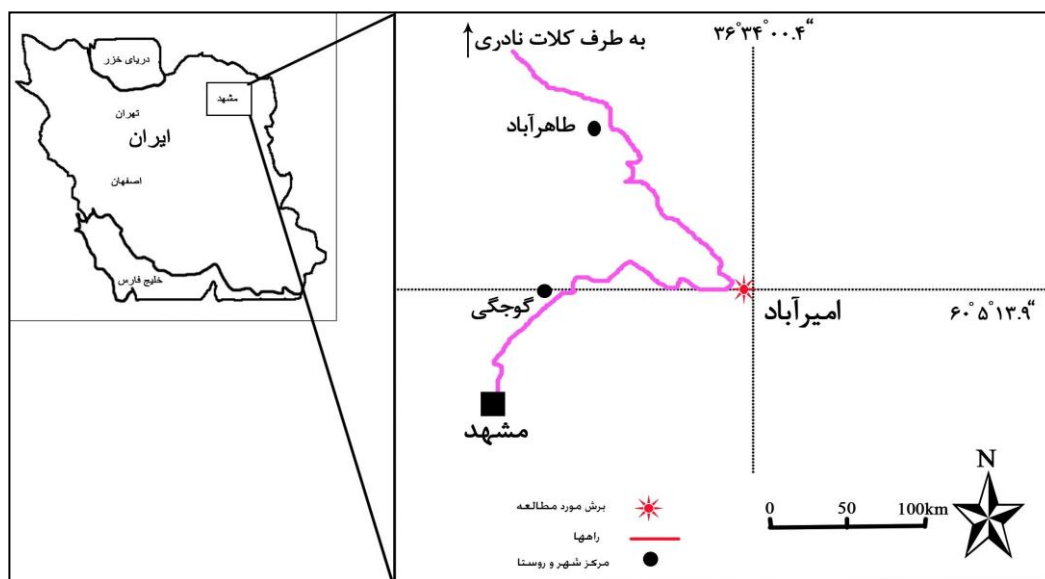 دریای خزر
مشهد
تهران
ایران
اصفهان
خلیج فارس
۳۶°۳۴°۰۰.۴"
به طرف کلات نادری
طاهرآباد
گوجگی
امیرآباد
۶۰°۵°۱۳.۹"
مشهد
N
برش مورد مطالعه
راهها
مرکز شهر و روستا
0 50 100km